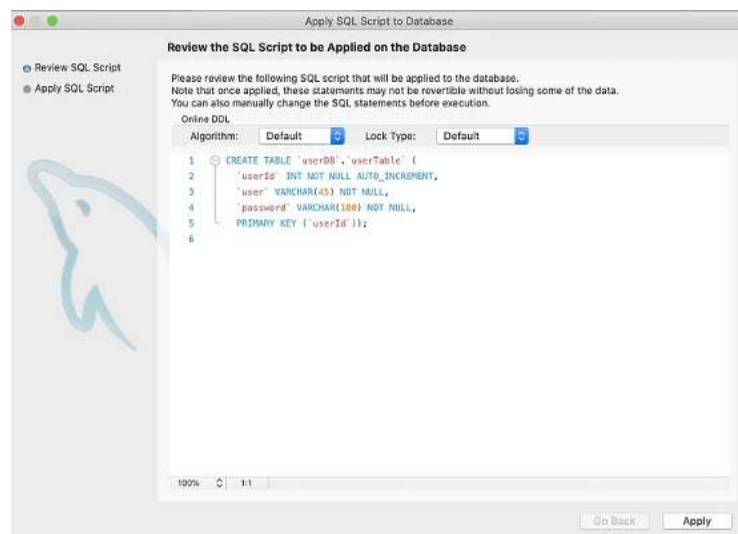 Apply SQL Script to Database
Review SQL Script
Apply SQL Script
Review the SQL Script to be Applied on the Database
Please review the following SQL script that will be applied to the database.
Note that once applied, these statements may not be revertible without losing some of the data.
You can also manually change the SQL statements before execution.
Online DDL
Algorithm: Default Lock Type: Default
1 CREATE TABLE `userDB`.`userTable` (
2 `userId` INT NOT NULL AUTO_INCREMENT,
3 `user` VARCHAR(45) NOT NULL,
4 `password` VARCHAR(100) NOT NULL,
5 PRIMARY KEY (`userId`));
6
100% 1:1
Go Back Apply